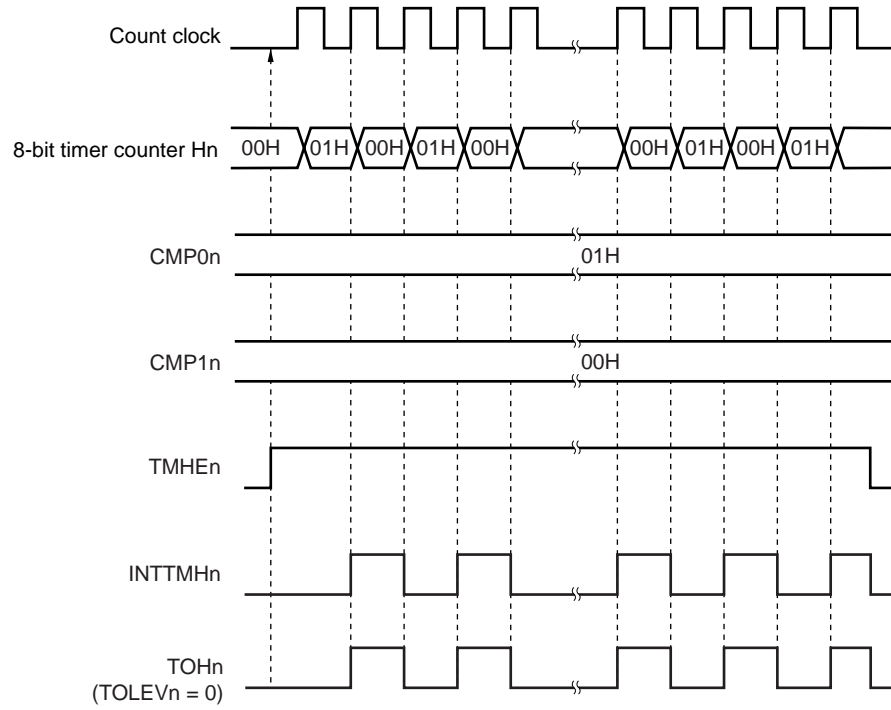 Count clock
8-bit timer counter Hn 00H 01H 00H 01H 00H 00H 01H 00H 01H
CMP0n 01H
CMP1n 00H
TMHEn
INTTMHn
TOHn
(TOLEVn = 0)